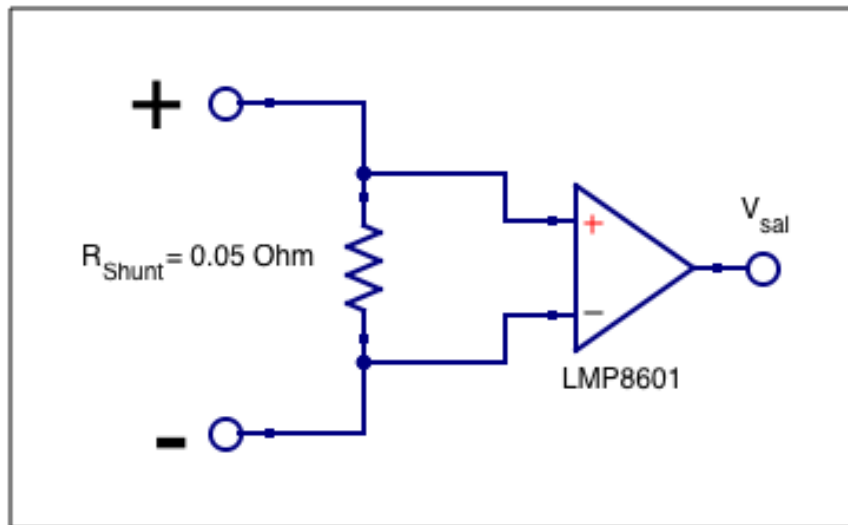 +
V_sal
+
R_Shunt= 0.05 Ohm
−
LMP8601
-